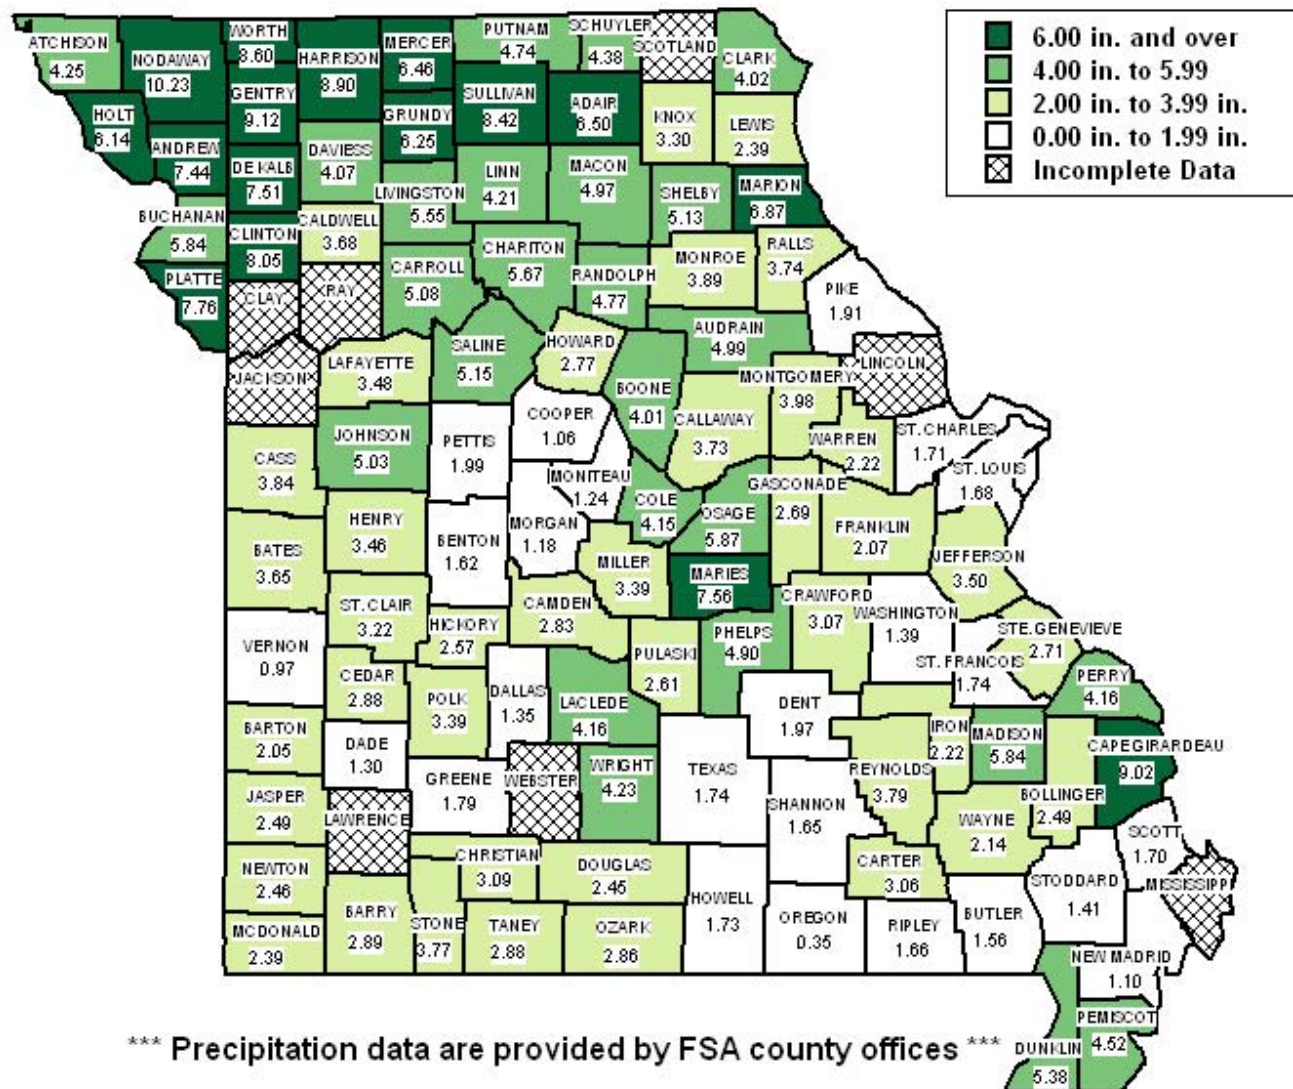 6.00 in. and over
4.00 in. to 5.99
2.00 in. to 3.99 in.
0.00 in. to 1.99 in.
Incomplete Data
ATCHISON
4.25
NODAWAY
10.23
WORTH
8.60
HARRISON
8.90
MERCER
6.46
PUTNAM
4.74
SCHUYLER
4.38
SCOTLAND
CLARK
4.02
HOLT
6.14
GENTRY
9.12
GRUNDY
6.25
SULLIVAN
8.42
ADAIR
6.50
KNOX
3.30
LEWIS
2.39
ANDREW
7.44
DE KALB
7.51
DAVIESS
4.07
LIVINGSTON
5.55
LINN
4.21
MACON
4.97
SHELBY
5.13
MARION
6.87
BUCHANAN
5.84
CLINTON
8.05
CALDWELL
3.68
CARROLL
5.08
CHARITON
5.67
RANDOLPH
4.77
MONROE
3.89
RALLS
3.74
PIKE
1.91
PLATTE
7.76
CLAY
RAY
JACKSON
LAFAYETTE
3.48
SALINE
5.15
HOWARD
2.77
BOONE
4.01
AUDRAIN
4.99
CALLAWAY
3.73
MONTGOMERY
3.98
LINCOLN
WARREN
2.22
ST. CHARLES
1.71
ST. LOUIS
1.68
CASS
3.84
JOHNSON
5.03
PETTIS
1.99
COOPER
1.06
MONITEAU
1.24
COLE
4.15
OSAGE
5.87
GASCONADE
2.69
FRANKLIN
2.07
JEFFERSON
3.50
BATES
3.65
HENRY
3.46
BENTON
1.62
MORGAN
1.18
MILLER
3.39
MARIES
7.56
CRAWFORD
3.07
WASHINGTON
1.39
STE. GENEVIEVE
2.71
ST. FRANCOIS
1.74
PERRY
4.16
VERNON
0.97
ST. CLAIR
3.22
HICKORY
2.57
CAMDEN
2.83
PULASKI
2.61
PHELPS
4.90
CEDAR
2.88
POLK
3.39
DALLAS
1.35
LACLEDE
4.16
DENT
1.97
IRON
2.22
MADISON
5.84
CAPE GIRARDEAU
9.02
BARTON
2.05
DADE
1.30
GREENE
1.79
WEBSTER
WRIGHT
4.23
TEXAS
1.74
SHANNON
1.65
REYNOLDS
3.79
BOLLINGER
2.49
WAYNE
2.14
SCOTT
1.70
JASPER
2.49
LAWRENCE
CHRISTIAN
3.09
DOUGLAS
2.45
HOWELL
1.73
CARTER
3.06
STODDARD
1.41
MISSISSIPPI
NEWTON
2.46
BARRY
2.89
STONE
3.77
TANEY
2.88
OZARK
2.86
OREGON
0.35
RIPLEY
1.66
BUTLER
1.56
NEW MADRID
1.10
MCDONALD
2.39
PEMISCOT
4.52
DUNKLIN
5.38
*** Precipitation data are provided by FSA county offices ***